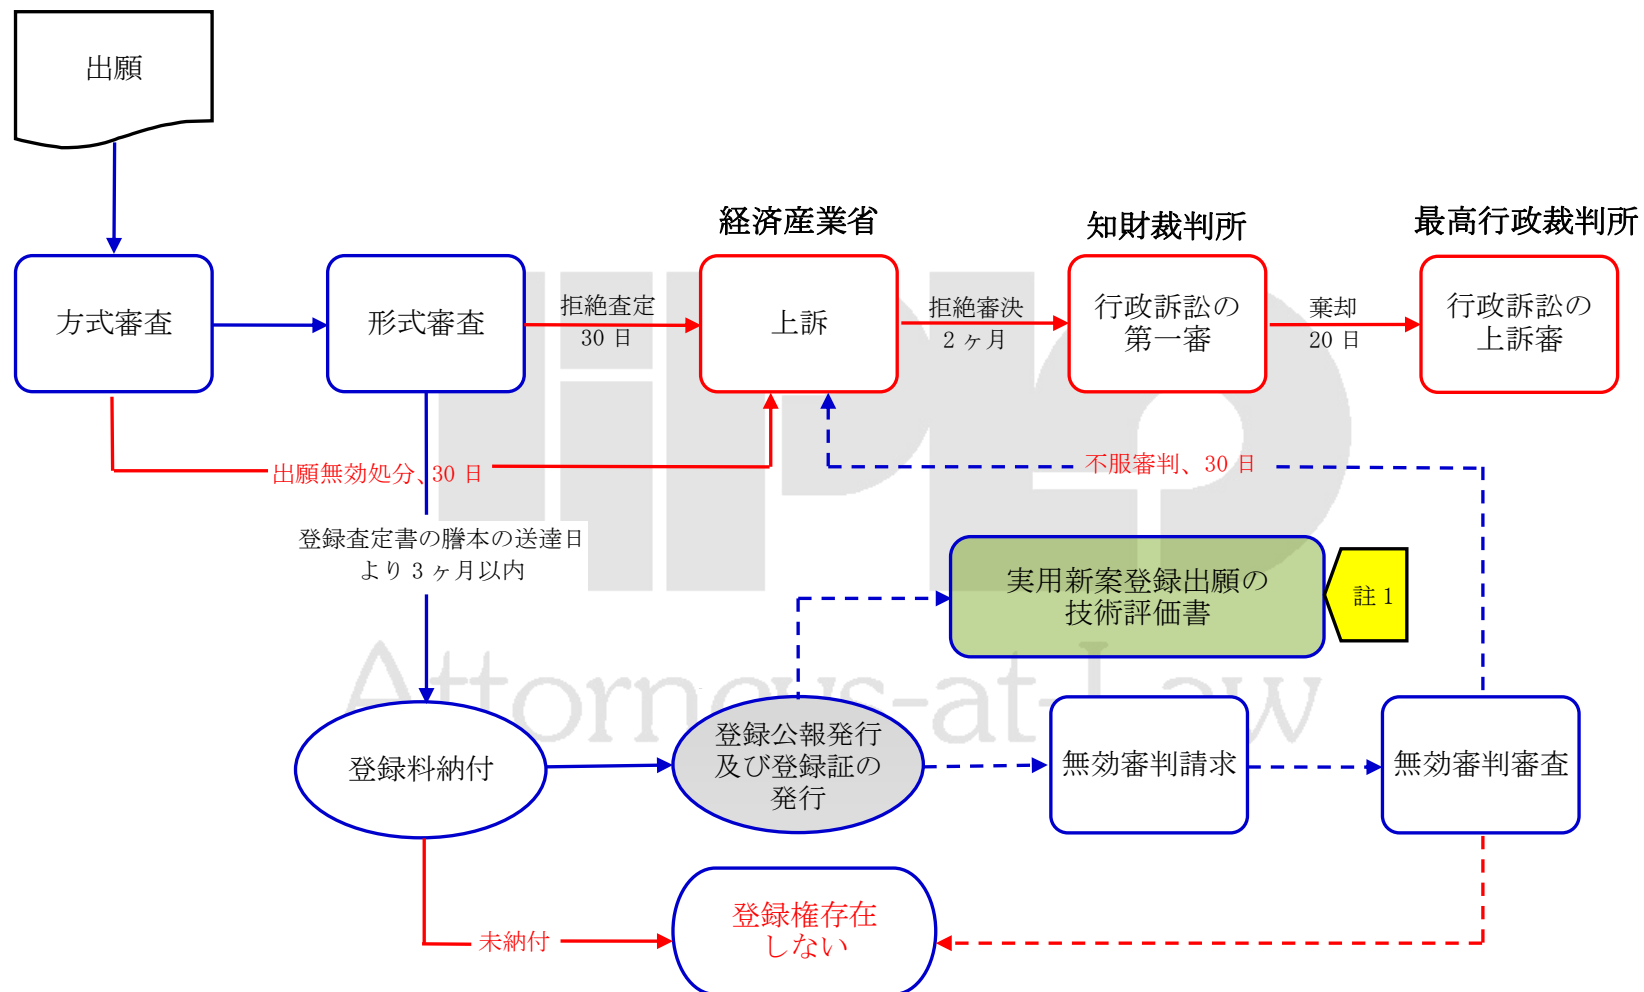 出願
経済産業省
知財裁判所
最高行政裁判所
方式審査
形式審査
拒絶査定
30 日
上訴
拒絶審決
2 ヶ月
行政訴訟の
第一審
棄却
20 日
行政訴訟の
上訴審
出願無効処分、30 日
不服審判、30 日
登録査定書の謄本の送達日
より 3 ヶ月以内
実用新案登録出願の
技術評価書
註 1
Attorneys-at-Law
登録料納付
登録公報発行
及び登録証の
発行
無効審判請求
無効審判審査
未納付
登録権存在
しない